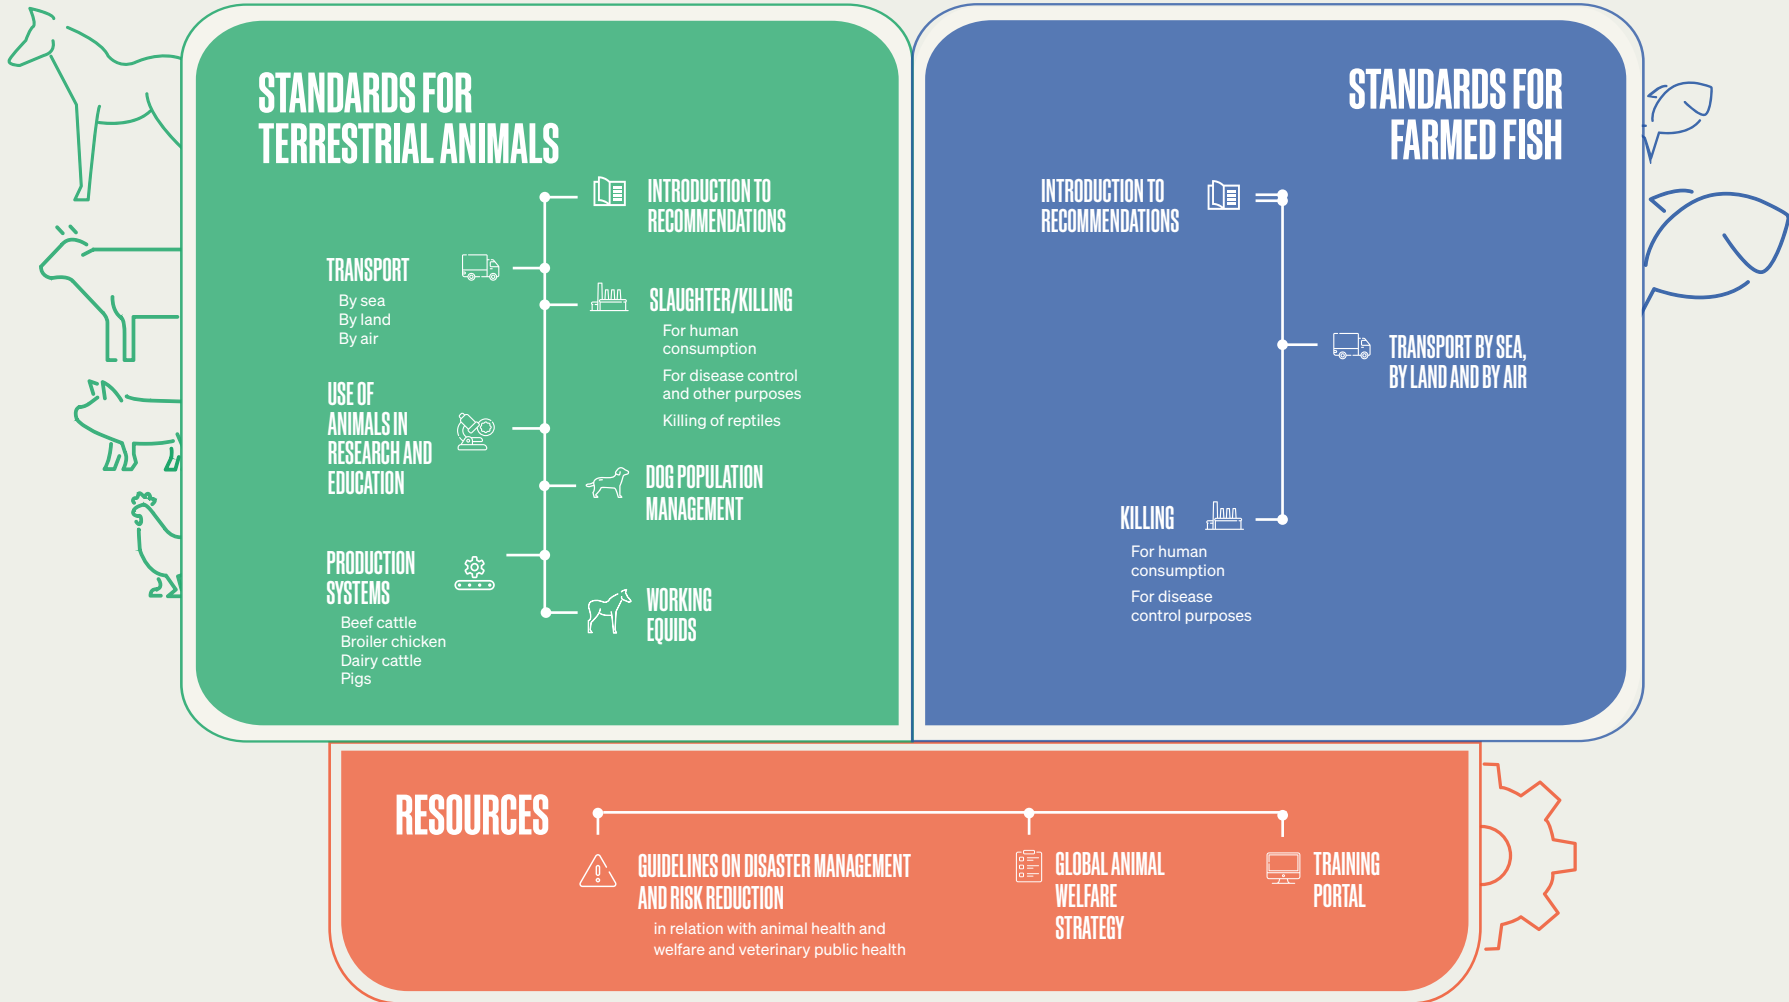 STANDARDS FOR
TERRESTRIAL ANIMALS
INTRODUCTION TO
RECOMMENDATIONS
TRANSPORT
By sea
By land
By air
SLAUGHTER/KILLING
For human
consumption
For disease control
and other purposes
Killing of reptiles
USE OF
ANIMALS IN
RESEARCH AND
EDUCATION
DOG POPULATION
MANAGEMENT
PRODUCTION
SYSTEMS
Beef cattle
Broiler chicken
Dairy cattle
Pigs
WORKING
EQUIDS
STANDARDS FOR
FARMED FISH
INTRODUCTION TO
RECOMMENDATIONS
TRANSPORT BY SEA,
BY LAND AND BY AIR
KILLING
For human
consumption
For disease
control purposes
RESOURCES
GUIDELINES ON DISASTER MANAGEMENT
AND RISK REDUCTION
in relation with animal health and
welfare and veterinary public health
GLOBAL ANIMAL
WELFARE
STRATEGY
TRAINING
PORTAL